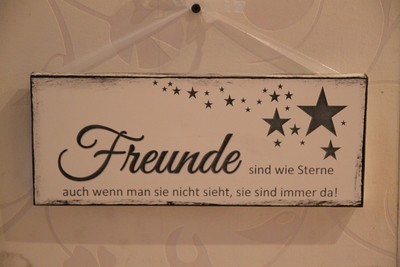 Freunde sind wie Sterne
auch wenn man sie nicht sieht, sie sind immer da!